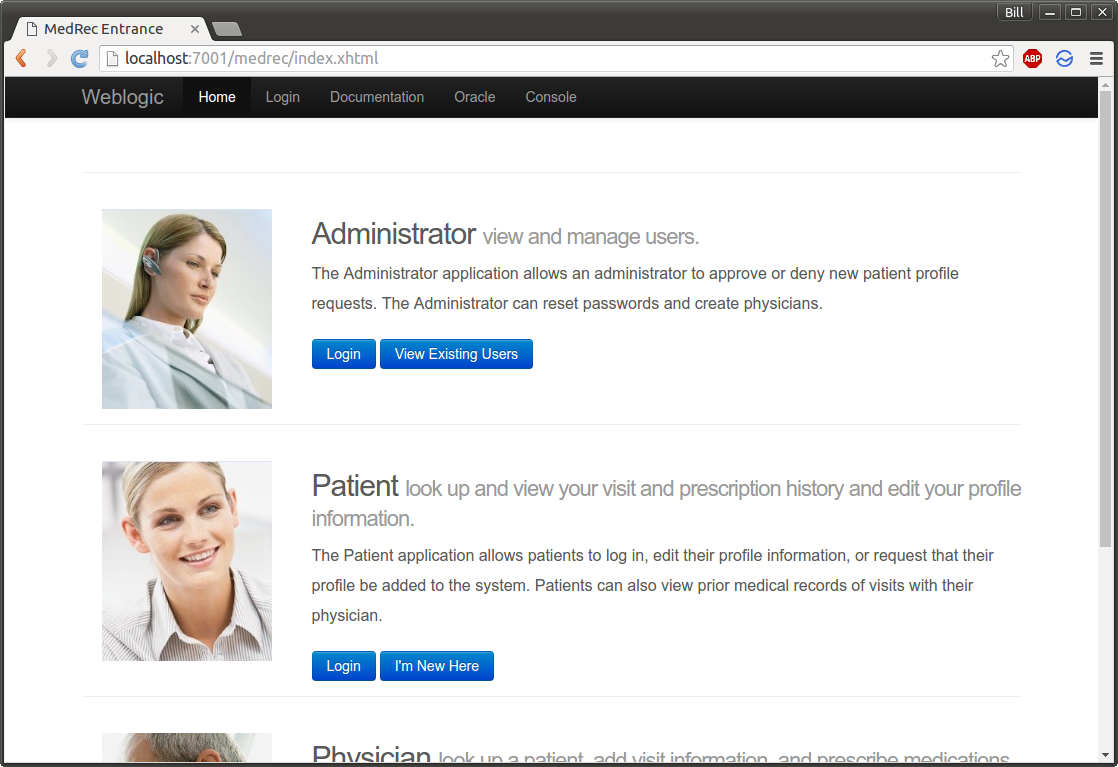 Bill
MedRec Entrance
localhost:7001/medrec/index.xhtml
ABP
Weblogic Home Login Documentation Oracle Console
Administrator view and manage users.
The Administrator application allows an administrator to approve or deny new patient profile
requests. The Administrator can reset passwords and create physicians.
Login View Existing Users
Patient look up and view your visit and prescription history and edit your profile
information.
The Patient application allows patients to log in, edit their profile information, or request that their
profile be added to the system. Patients can also view prior medical records of visits with their
physician.
Login I'm New Here
Physician look up a patient, add visit information, and prescribe medications